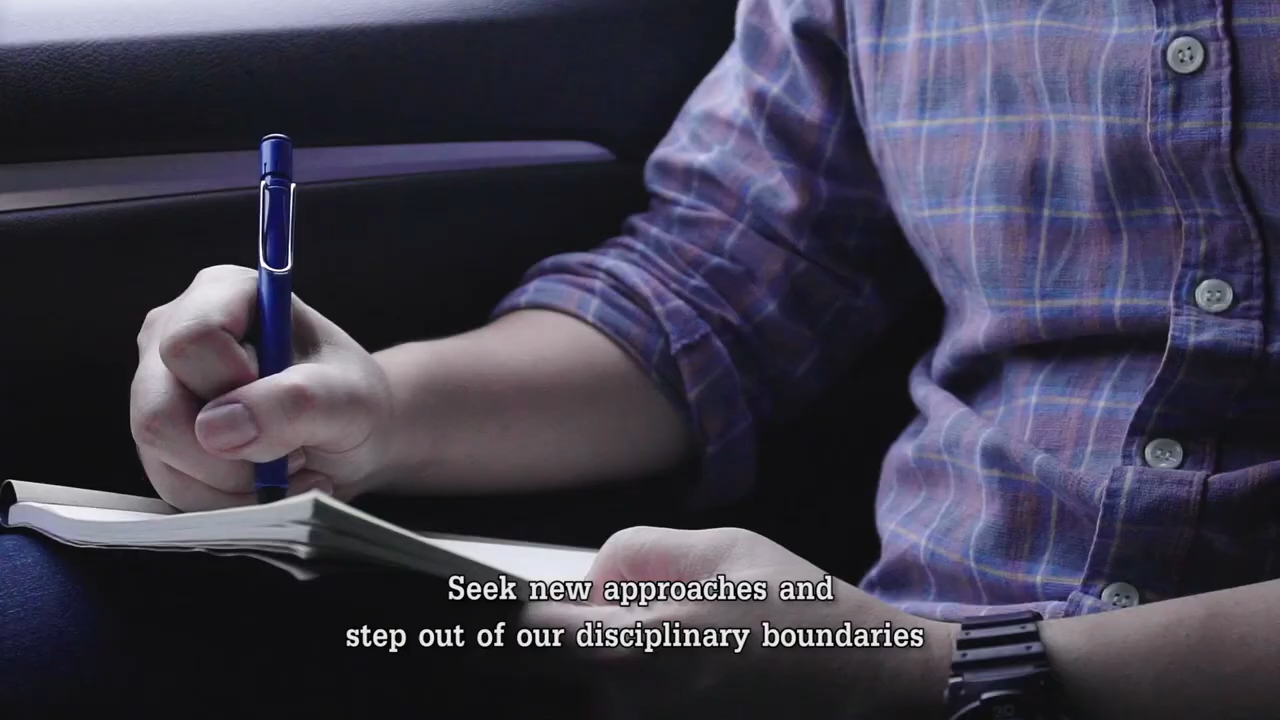 Seek new approaches and
step out of our disciplinary boundaries